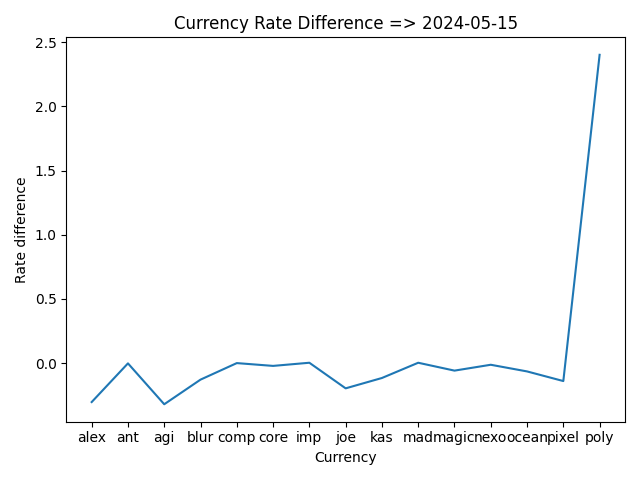 Currency Rate Difference => 2024-05-15
2.5
2.0
1.5
1.0
0.5
0.0
Rate difference
alex ant agi blur comp core imp joe kas mad magic nexo ocean pixel poly
Currency